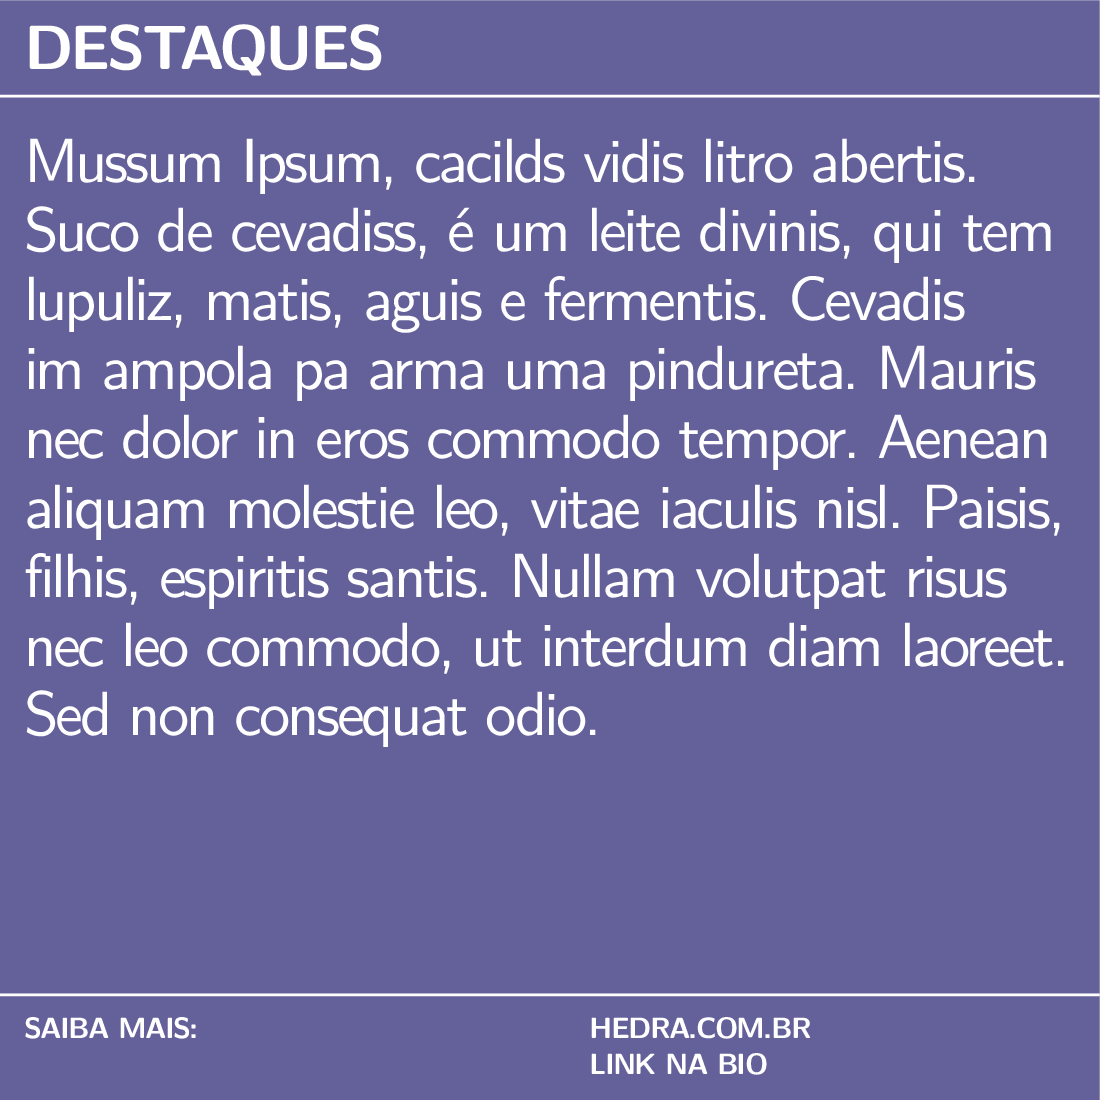 DESTAQUES
Mussum Ipsum, cacilds vidis litro abertis.
Suco de cevadiss, é um leite divinis, qui tem
lupuliz, matis, aguis e fermentis. Cevadis
im ampola pa arma uma pindureta. Mauris
nec dolor in eros commodo tempor. Aenean
aliquam molestie leo, vitae iaculis nisl. Paisis,
filhis, espiritis santis. Nullam volutpat risus
nec leo commodo, ut interdum diam laoreet.
Sed non consequat odio.
SAIBA MAIS:
HEDRA.COM.BR
LINK NA BIO